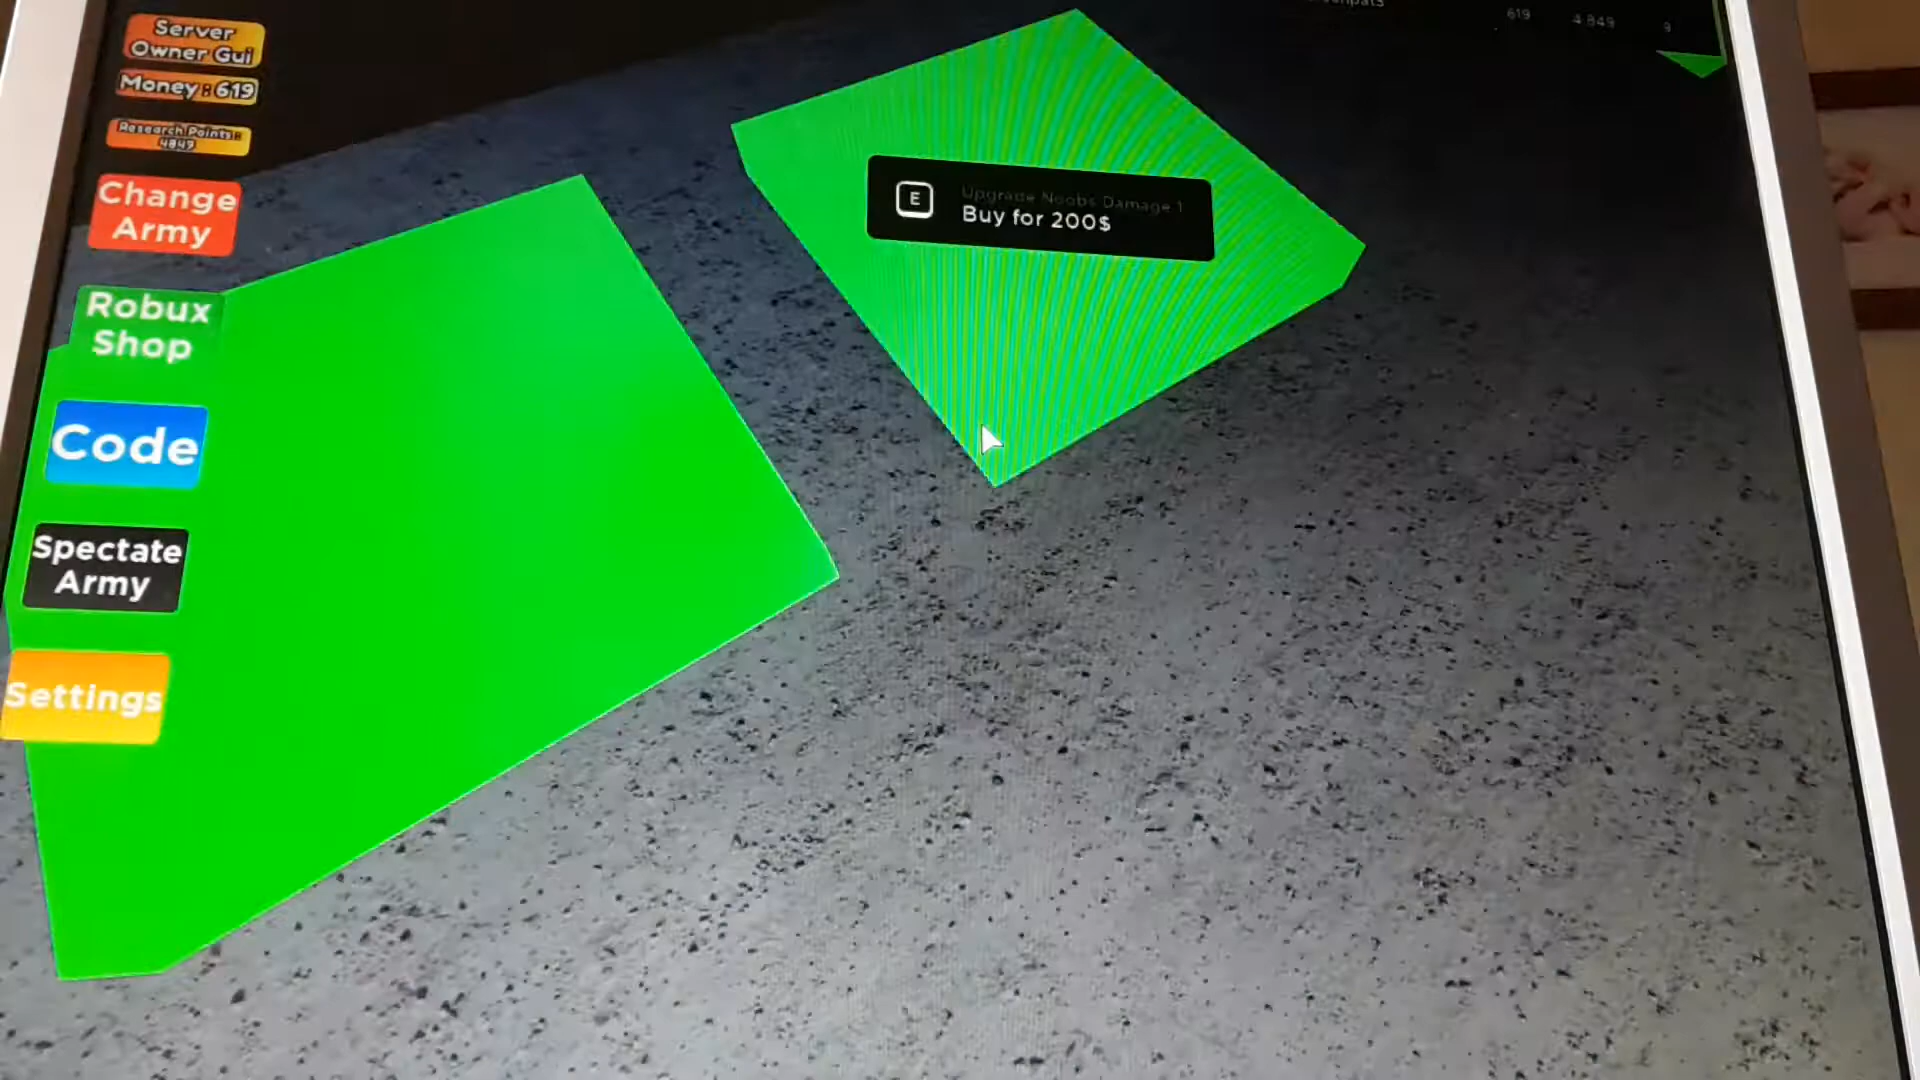 Server
Owner Gui
Money : 619
Research Points :
4849
Change
Army
Robux
Shop
Code
Spectate
Army
Settings
E
Upgrade Noobs Damage 1
Buy for 200$
619 4 849 9